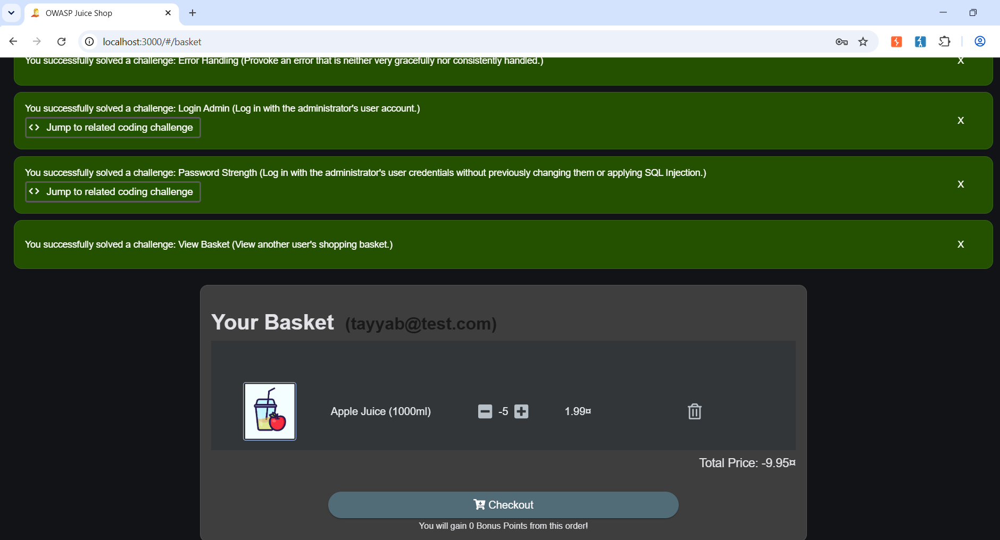 OWASP Juice Shop
localhost:3000/#/basket
You successfully solved a challenge: Error Handling (Provoke an error that is neither very gracefully nor consistently handled.)
X
You successfully solved a challenge: Login Admin (Log in with the administrator's user account.)
<> Jump to related coding challenge
X
You successfully solved a challenge: Password Strength (Log in with the administrator's user credentials without previously changing them or applying SQL Injection.)
<> Jump to related coding challenge
X
You successfully solved a challenge: View Basket (View another user's shopping basket.)
X
Your Basket (tayyab@test.com)
Apple Juice (1000ml) -5 1.99¤
Total Price: -9.95¤
Checkout
You will gain 0 Bonus Points from this order!